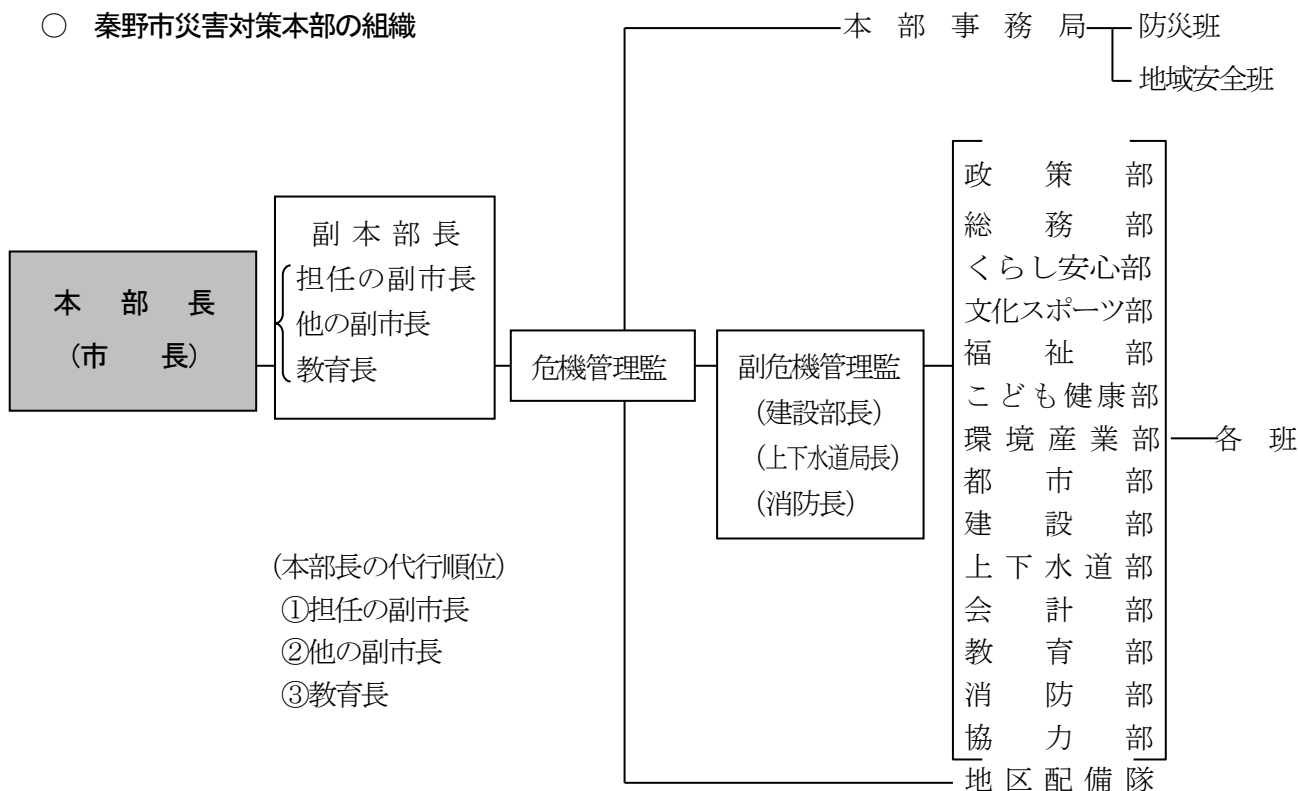 ○ 秦野市災害対策本部の組織
本部事務局
防災班
地域安全班
本部長
(市長)
副本部長
担任の副市長
他の副市長
教育長
危機管理監
副危機管理監
(建設部長)
(上下水道局長)
(消防長)
政策部
総務部
くらし安心部
文化スポーツ部
福祉部
こども健康部
環境産業部
都市部
建設部
上下水道部
会計部
教育部
消防部
協力部
各班
地区配備隊
(本部長の代行順位)
①担任の副市長
②他の副市長
③教育長